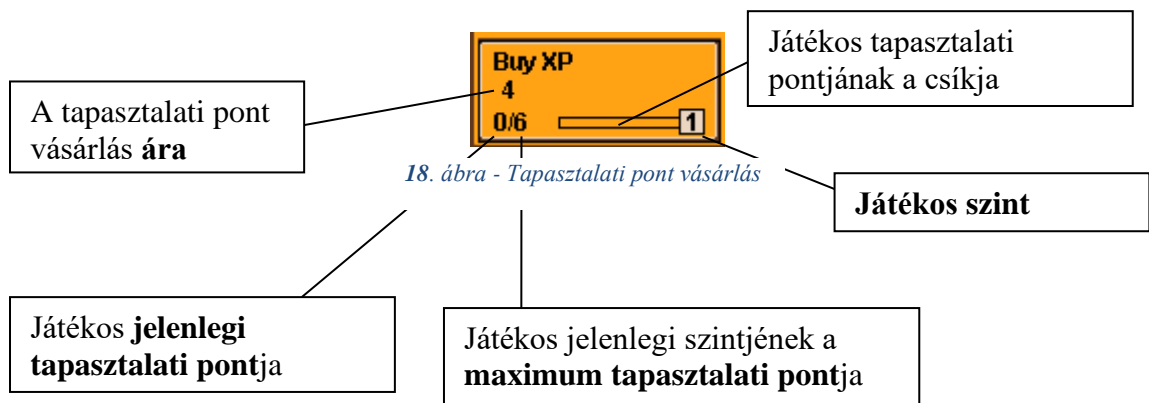 Buy XP
4
0/6
1
Játékos tapasztalati
pontjának a csíkja
A tapasztalati pont
vásárlás ára
18. ábra - Tapasztalati pont vásárlás
Játékos szint
Játékos jelenlegi
tapasztalati pontja
Játékos jelenlegi szintjének a
maximum tapasztalati pontja